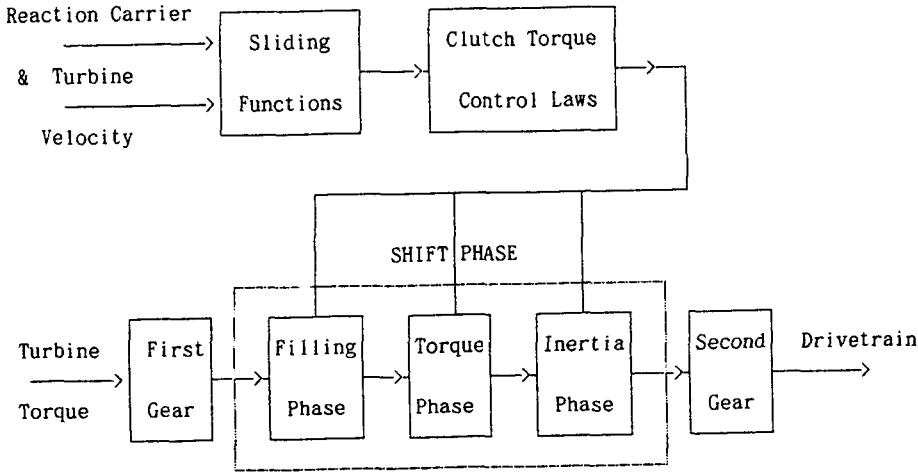 Reaction Carrier
& Turbine
Velocity
Sliding
Functions
Clutch Torque
Control Laws
SHIFT PHASE
Turbine
Torque
First
Gear
Filling
Phase
Torque
Phase
Inertia
Phase
Second
Gear
Drivetrain